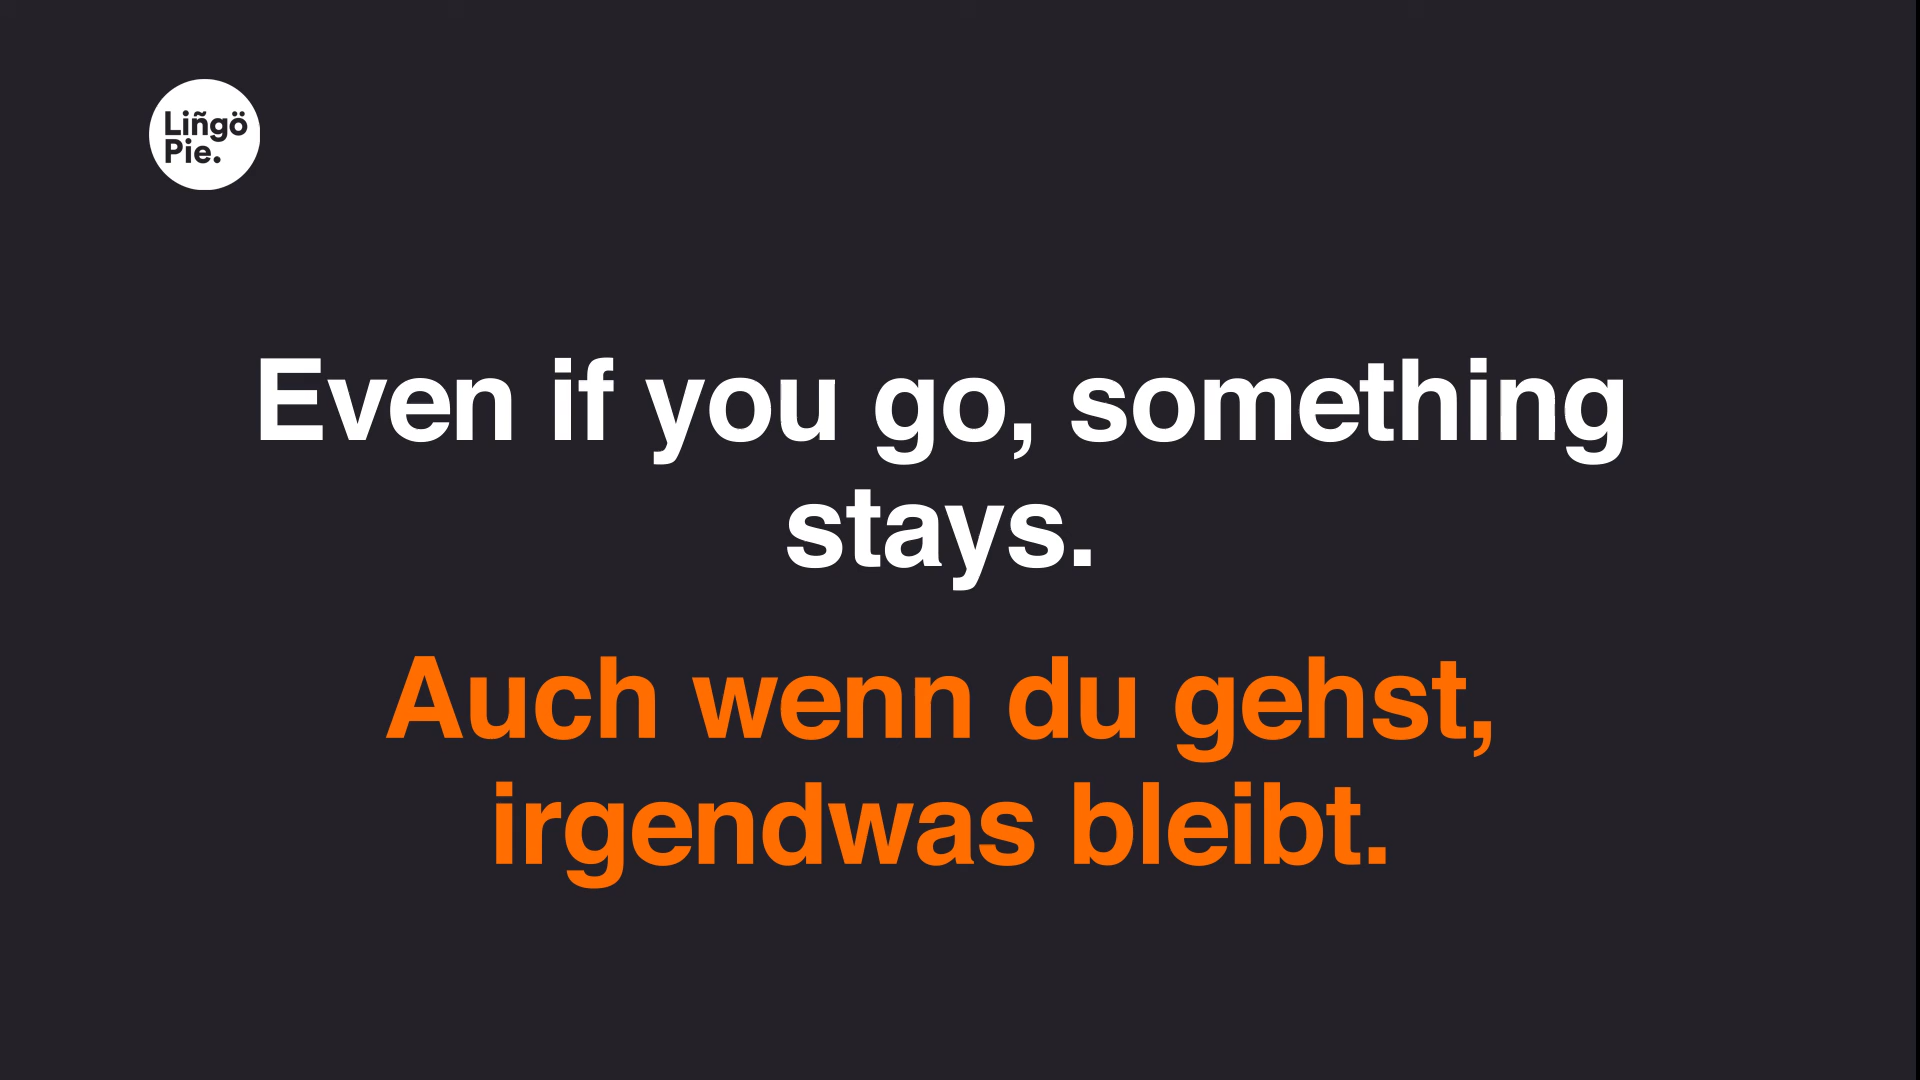 Liñgö
Pie.
Even if you go, something
stays.
Auch wenn du gehst,
irgendwas bleibt.